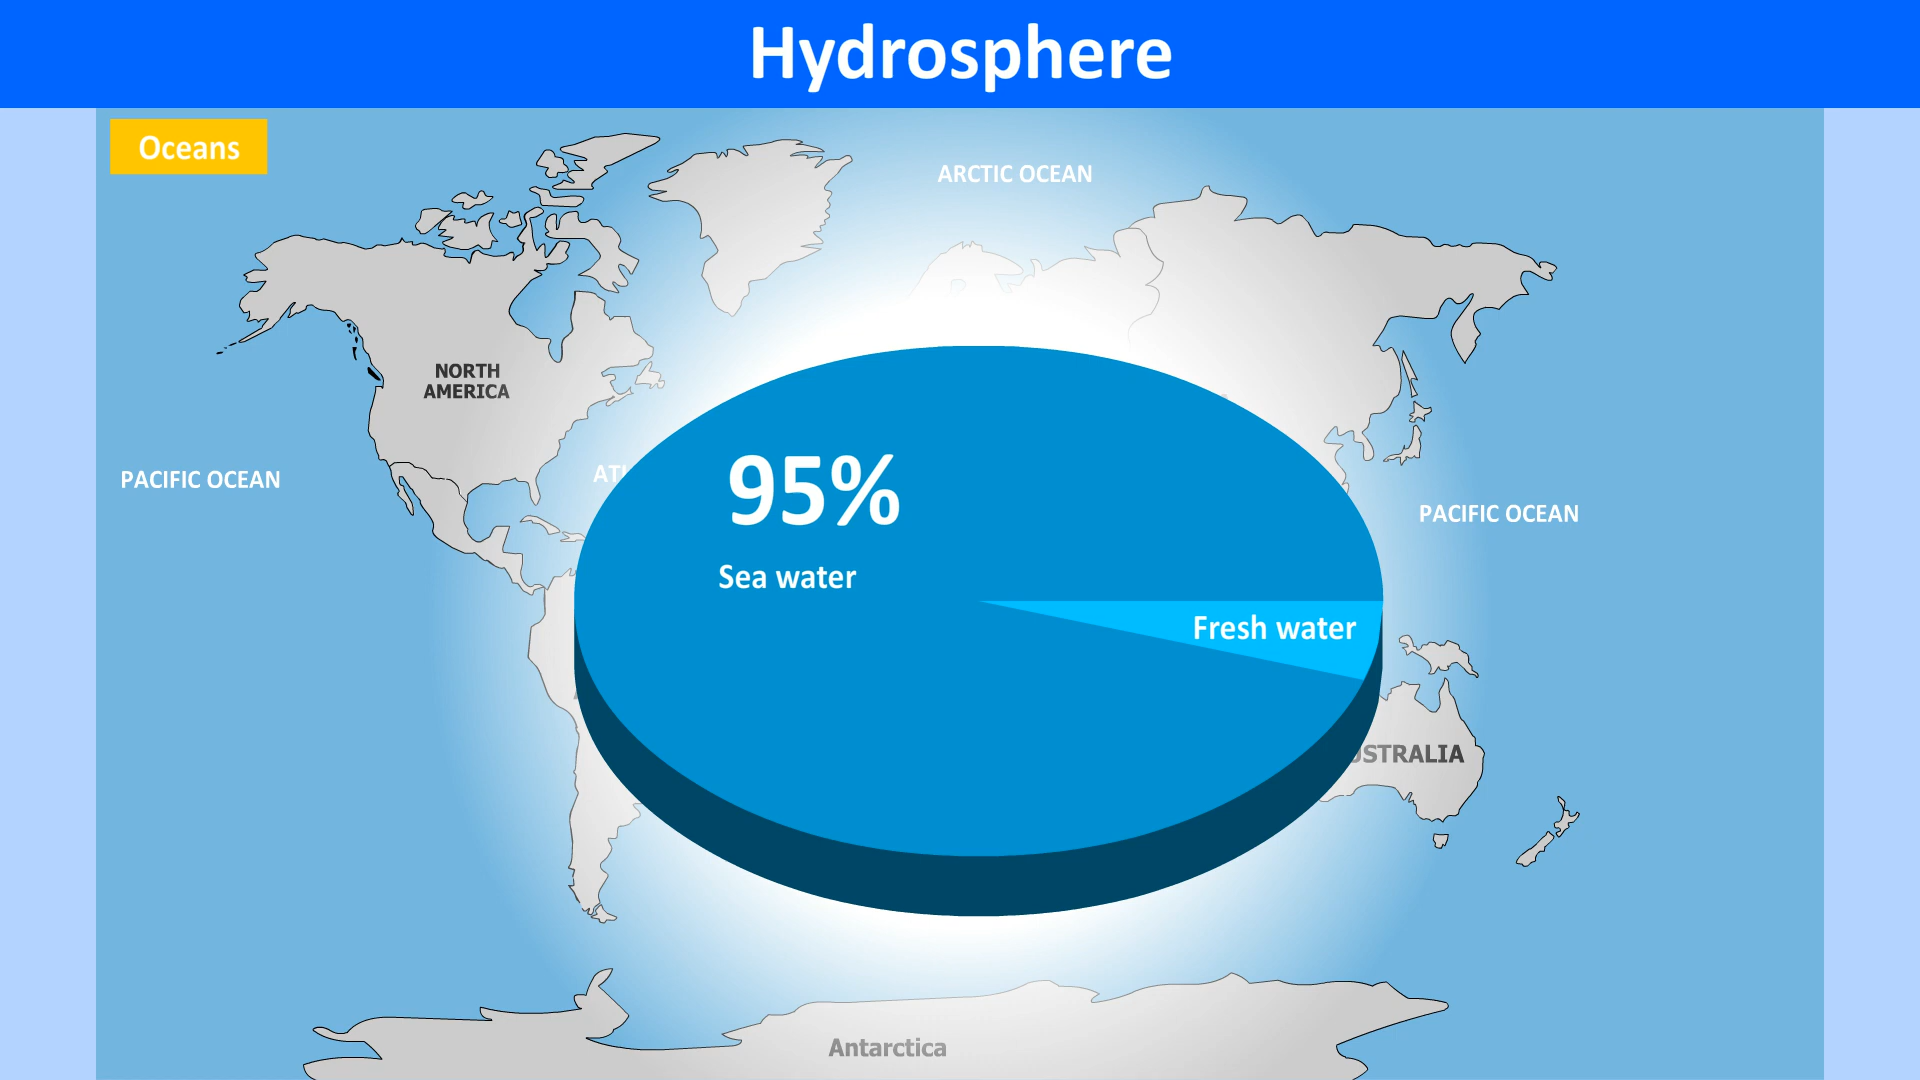 Hydrosphere
Oceans
ARCTIC OCEAN
NORTH
AMERICA
PACIFIC OCEAN
95%
PACIFIC OCEAN
Sea water
Fresh water
Antarctica